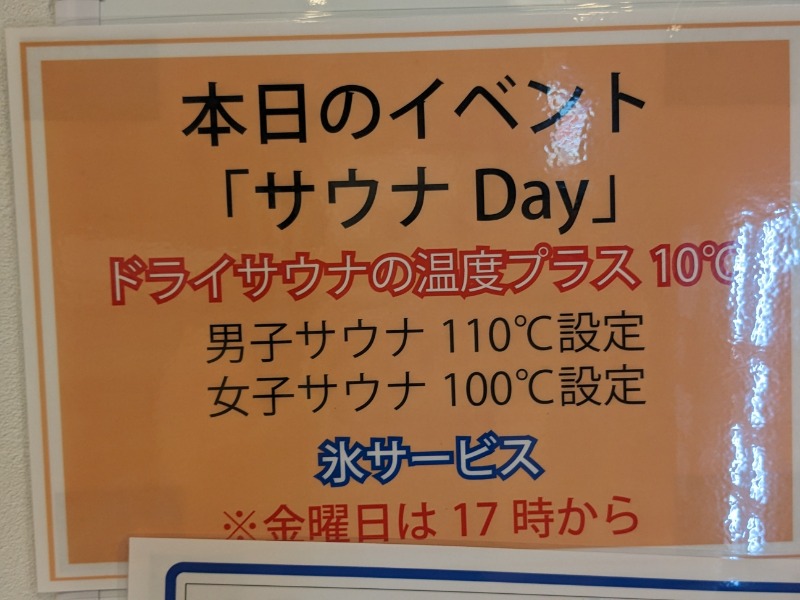 本日のイベント
「サウナ Day」
ドライサウナの温度プラス 10℃
男子サウナ 110℃設定
女子サウナ 100℃設定
氷サービス
※金曜日は 17 時から